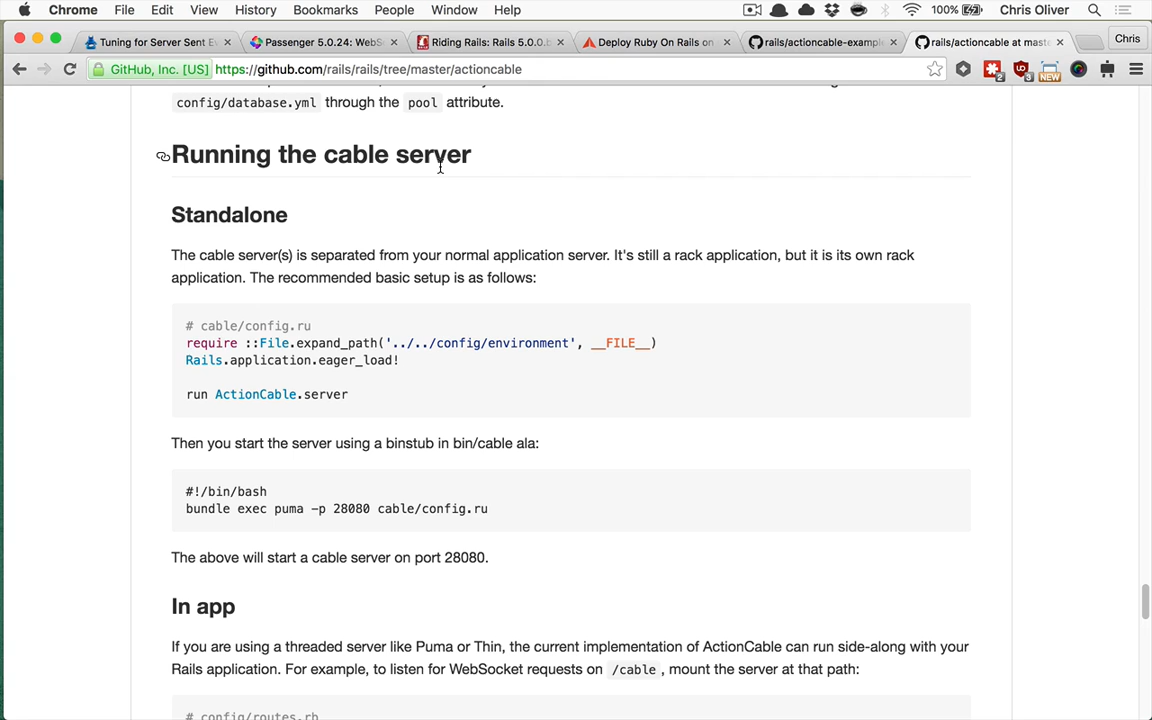 Chrome File Edit View History Bookmarks People Window Help 100% Chris Oliver
Tuning for Server Sent Ev
Passenger 5.0.24: WebS
Riding Rails: Rails 5.0.0.b
Deploy Ruby On Rails on
rails/actioncable-example
rails/actioncable at mast
Chris
GitHub, Inc. [US] https://github.com/rails/rails/tree/master/actioncable
2
3
NEW
config/database.yml through the pool attribute.
Running the cable server
Standalone
The cable server(s) is separated from your normal application server. It's still a rack application, but it is its own rack
application. The recommended basic setup is as follows:
# cable/config.ru
require ::File.expand_path('../../config/environment', __FILE__)
Rails.application.eager_load!
run ActionCable.server
Then you start the server using a binstub in bin/cable ala:
#!/bin/bash
bundle exec puma -p 28080 cable/config.ru
The above will start a cable server on port 28080.
In app
If you are using a threaded server like Puma or Thin, the current implementation of ActionCable can run side-along with your
Rails application. For example, to listen for WebSocket requests on /cable, mount the server at that path:
# config/routes.rb